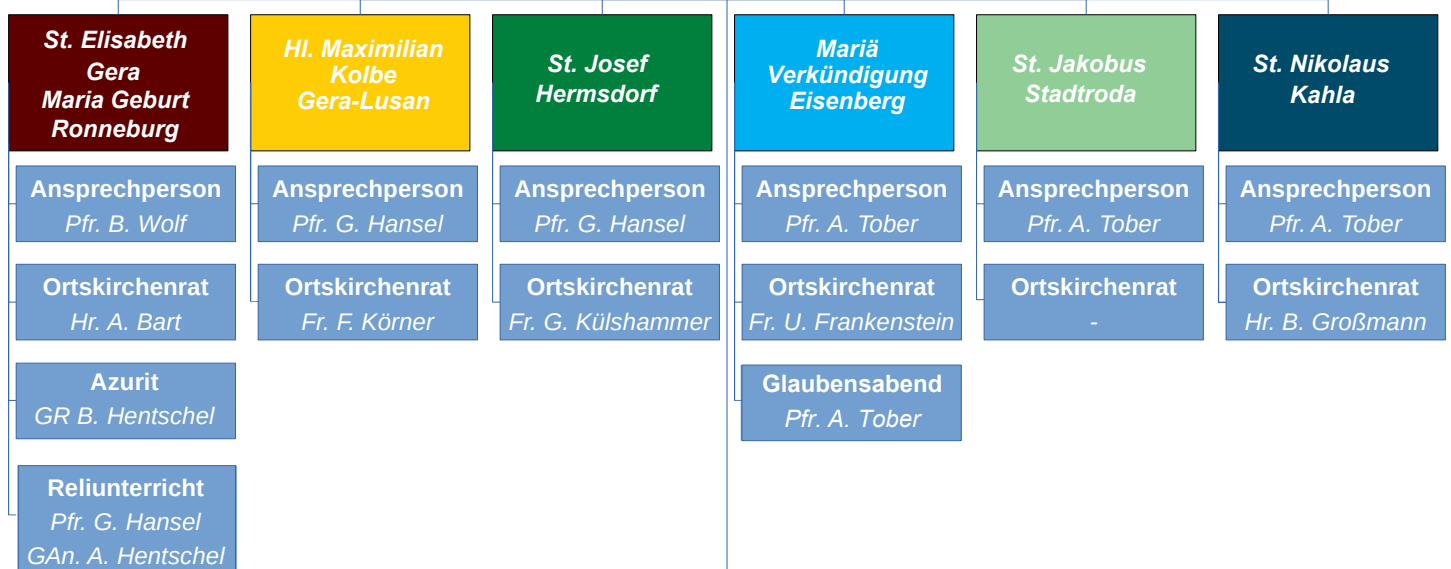 St. Elisabeth
Gera
Maria Geburt
Ronneburg
Hl. Maximilian
Kolbe
Gera-Lusan
St. Josef
Hermsdorf
Mariä
Verkündigung
Eisenberg
St. Jakobus
Stadtroda
St. Nikolaus
Kahla
Ansprechperson
Pfr. B. Wolf
Ansprechperson
Pfr. G. Hansel
Ansprechperson
Pfr. G. Hansel
Ansprechperson
Pfr. A. Tober
Ansprechperson
Pfr. A. Tober
Ansprechperson
Pfr. A. Tober
Ortskirchenrat
Hr. A. Bart
Ortskirchenrat
Fr. F. Körner
Ortskirchenrat
Fr. G. Külshammer
Ortskirchenrat
Fr. U. Frankenstein
Ortskirchenrat
-
Ortskirchenrat
Hr. B. Großmann
Azurit
GR B. Hentschel
Glaubensabend
Pfr. A. Tober
Reliunterricht
Pfr. G. Hansel
GAn. A. Hentschel